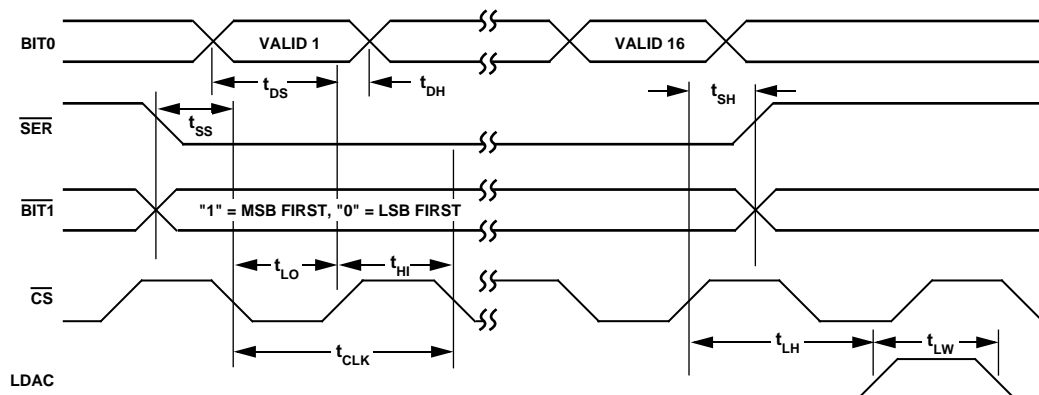 BIT0
VALID 1
VALID 16
tDS
tDH
tSH
SER
tSS
BIT1
"1" = MSB FIRST, "0" = LSB FIRST
tLO
tHI
CS
tCLK
tLH
tLW
LDAC